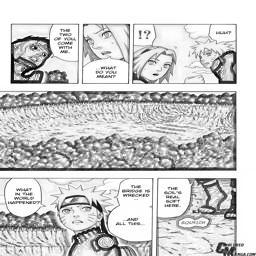 HUH?
!?
...WHAT
DO YOU
MEAN?
THE TWO
OF YOU,
COME
WITH
ME.
THE
SOIL'S
REAL
SOFT
HERE.
SQUOOSH
THE
BRIDGE IS
WRECKED
AND
ALL THIS...
WHAT
IN THE
WORLD
HAPPENED?